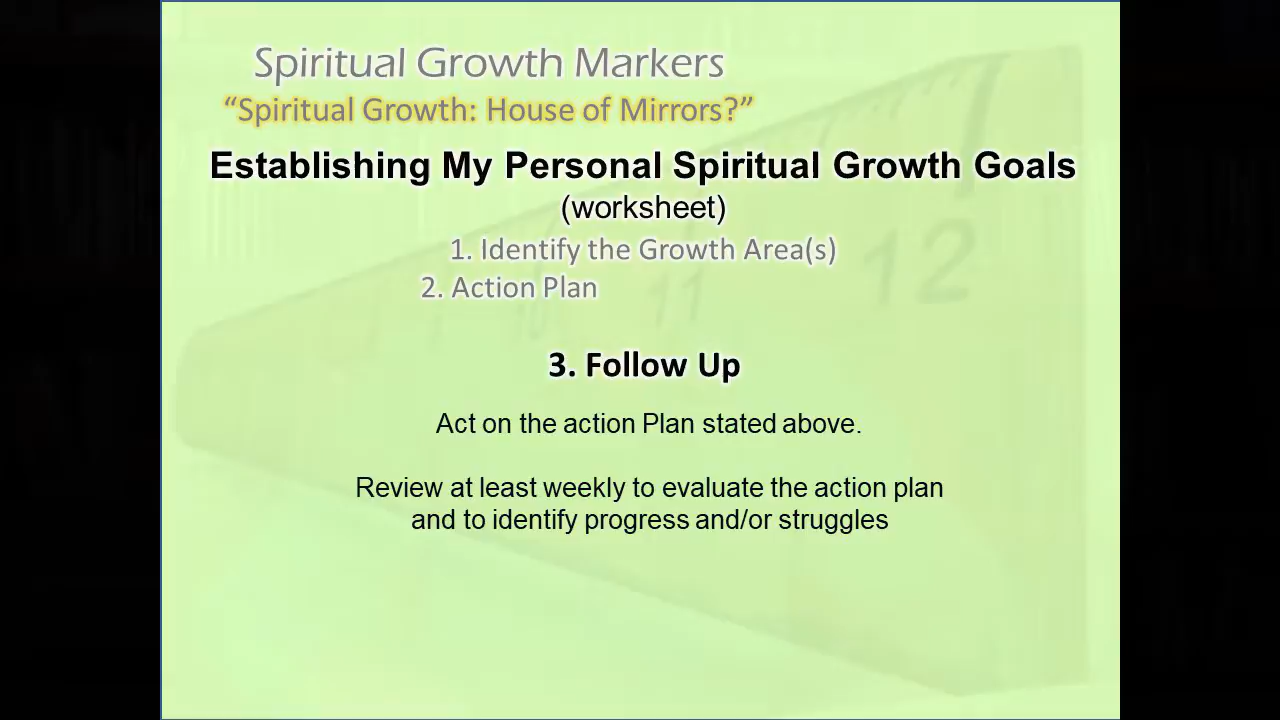 Spiritual Growth Markers
“Spiritual Growth: House of Mirrors?”
Establishing My Personal Spiritual Growth Goals
(worksheet)
1. Identify the Growth Area(s)
2. Action Plan
11
12
3. Follow Up
Act on the action Plan stated above.
Review at least weekly to evaluate the action plan
and to identify progress and/or struggles